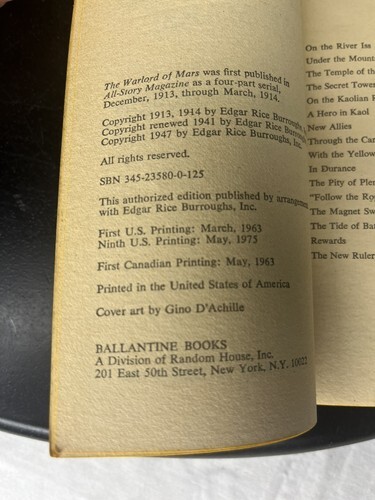 The Warlord of Mars was first published in
All-Story Magazine as a four-part serial,
December, 1913, through March, 1914.
Copyright 1913, 1914 by Edgar Rice Burroughs,
Copyright renewed 1941 by Edgar Rice Burroughs
Copyright 1947 by Edgar Rice Burroughs, Inc.
All rights reserved.
SBN 345-23580-0-125
This authorized edition published by arrangement
with Edgar Rice Burroughs, Inc.
First U.S. Printing: March, 1963
Ninth U.S. Printing: May, 1975
First Canadian Printing: May, 1963
Printed in the United States of America
Cover art by Gino D'Achille
BALLANTINE BOOKS
A Division of Random House, Inc.
201 East 50th Street, New York, N.Y. 10022
On the River Iss
Under the Mount
The Temple of th
The Secret Tower
On the Kaolian R
A Hero in Kaol
New Allies
Through the Car
With the Yellow
In Durance
The Pity of Plen
"Follow the Ro
The Magnet Sw
The Tide of Bat
Rewards
The New Ruler